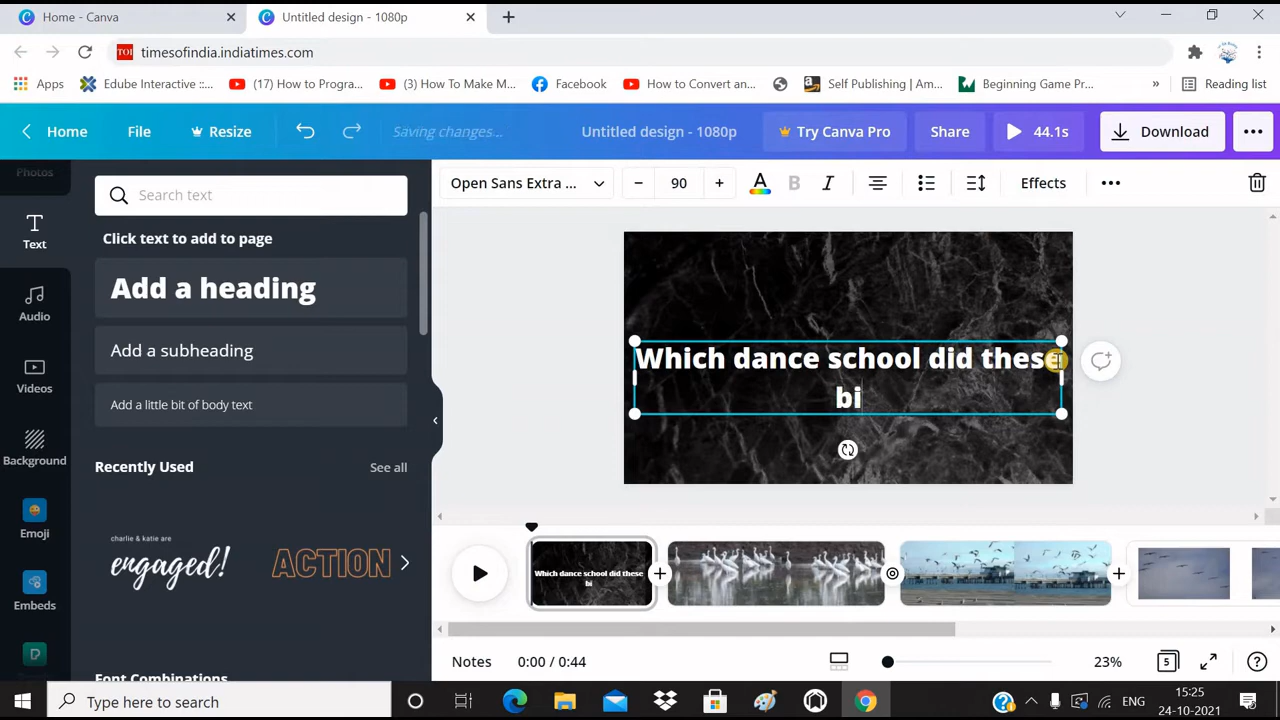 Home - Canva
Untitled design - 1080p
timesofindia.indiatimes.com
Apps
Edube Interactive ::...
(17) How to Progra...
(3) How To Make M...
Facebook
How to Convert an...
Self Publishing | Am...
Beginning Game Pr...
»
Reading list
Home
File
Resize
Saving changes...
Untitled design - 1080p
Try Canva Pro
Share
44.1s
Download
Photos
Search text
Open Sans Extra ...
90
A
B
I
Effects
Text
Click text to add to page
Add a heading
Add a subheading
Add a little bit of body text
Audio
Videos
Background
Emoji
Embeds
Recently Used
See all
charlie & katie are
engaged!
ACTION
Font Combinations
Which dance school did these
bi
Which dance school did these
bi
Notes
0:00 / 0:44
23%
5
Type here to search
ENG
15:25
24-10-2021